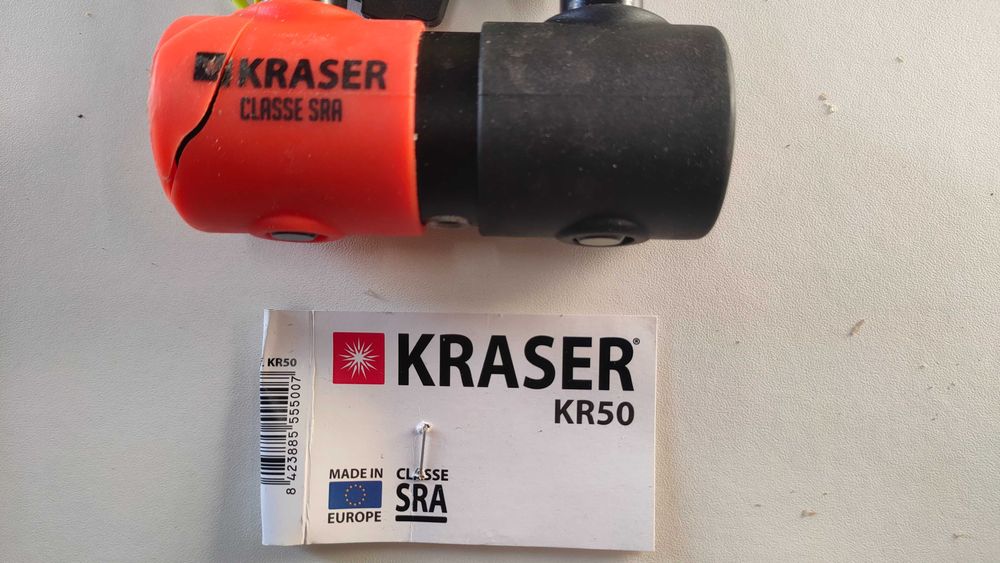 KRASER
CLASSE SRA
KR50
8 423885 555007
KRASER®
KR50
MADE IN
EUROPE
CLASSE
SRA